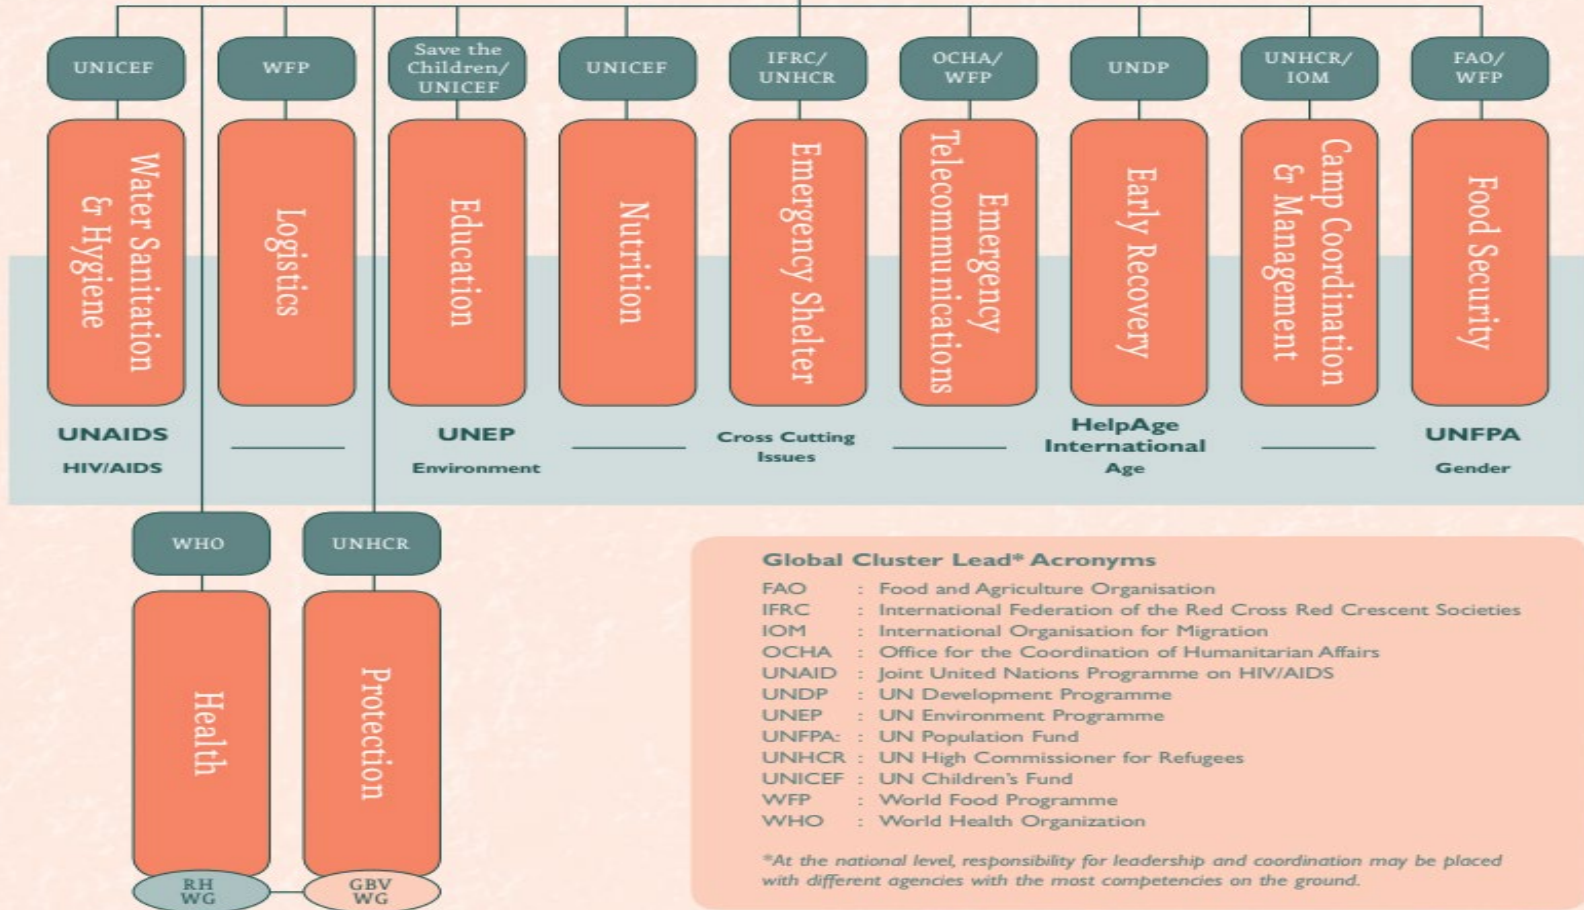 UNICEF
WFP
Save the
Children/
UNICEF
UNICEF
IFRC/
UNHCR
OCHA/
WFP
UNDP
UNHCR/
IOM
FAO/
WFP
Water Sanitation
& Hygiene
Logistics
Education
Nutrition
Emergency Shelter
Emergency
Telecommunications
Early Recovery
Camp Coordination
& Management
Food Security
UNAIDS
HIV/AIDS
UNEP
Environment
Cross Cutting
Issues
HelpAge
International
Age
UNFPA
Gender
WHO
UNHCR
Health
Protection
RH
WG
GBV
WG
Global Cluster Lead* Acronyms
FAO : Food and Agriculture Organisation
IFRC : International Federation of the Red Cross Red Crescent Societies
IOM : International Organisation for Migration
OCHA : Office for the Coordination of Humanitarian Affairs
UNAID : Joint United Nations Programme on HIV/AIDS
UNDP : UN Development Programme
UNEP : UN Environment Programme
UNFPA: : UN Population Fund
UNHCR : UN High Commissioner for Refugees
UNICEF : UN Children's Fund
WFP : World Food Programme
WHO : World Health Organization
*At the national level, responsibility for leadership and coordination may be placed
with different agencies with the most competencies on the ground.